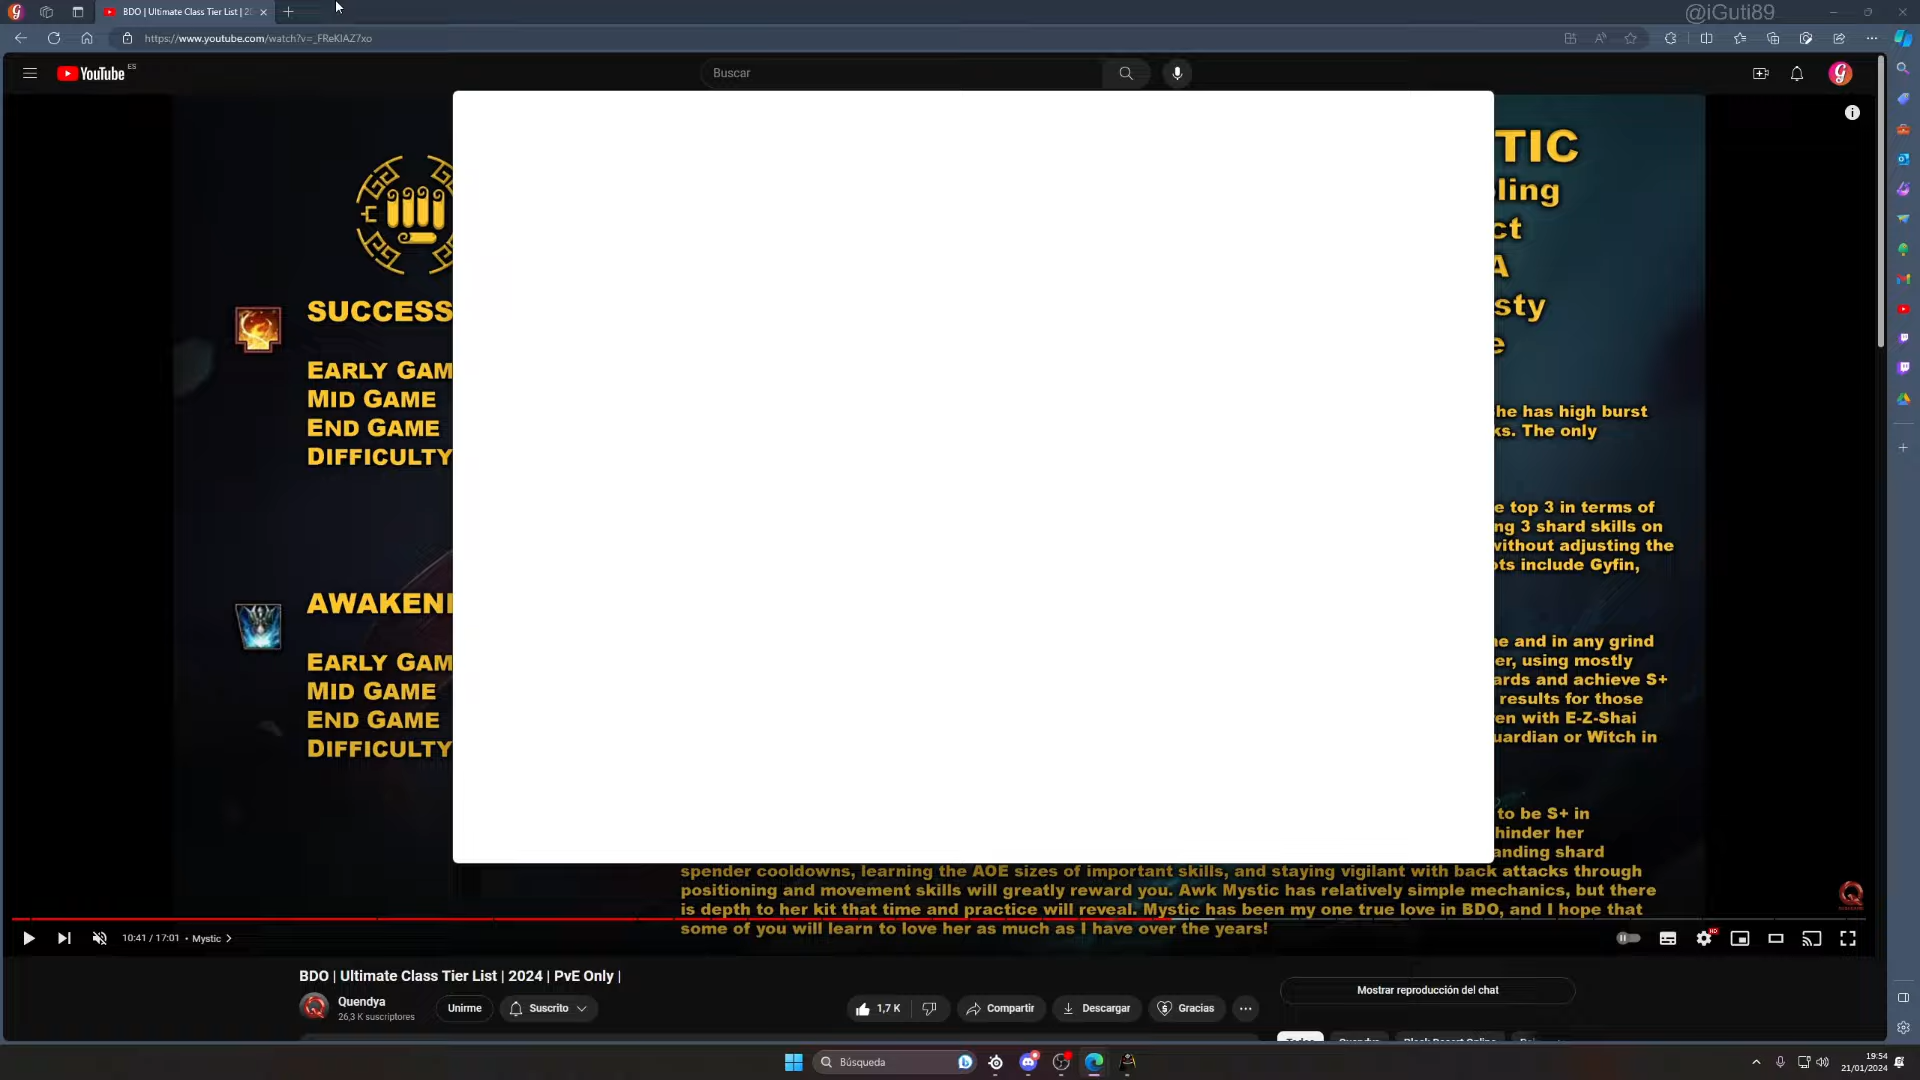 BDO | Ultimate Class Tier List | 2
@iGuti89
https://www.youtube.com/watch?v=_FReKIAZ7xo
YouTube ES
Buscar
TIC
ling
ct
A
sty
e
SUCCESS
EARLY GAM
MID GAME
END GAME
DIFFICULTY
he has high burst
ks. The only
e top 3 in terms of
ng 3 shard skills on
without adjusting the
ots include Gyfin,
AWAKENI
EARLY GAM
MID GAME
END GAME
DIFFICULTY
ne and in any grind
er, using mostly
ards and achieve S+
results for those
en with E-Z-Shai
uardian or Witch in
to be S+ in
hinder her
anding shard
spender cooldowns, learning the AOE sizes of important skills, and staying vigilant with back attacks through
positioning and movement skills will greatly reward you. Awk Mystic has relatively simple mechanics, but there
is depth to her kit that time and practice will reveal. Mystic has been my one true love in BDO, and I hope that
some of you will learn to love her as much as I have over the years!
10:41 / 17:01 • Mystic >
HD
BDO | Ultimate Class Tier List | 2024 | PvE Only |
Quendya
26,3 K suscriptores
Unirme
Suscrito
1,7 K
Compartir
Descargar
Gracias
Mostrar reproducción del chat
Todos Quendya Black Desert Online
Búsqueda
19:54
21/01/2024